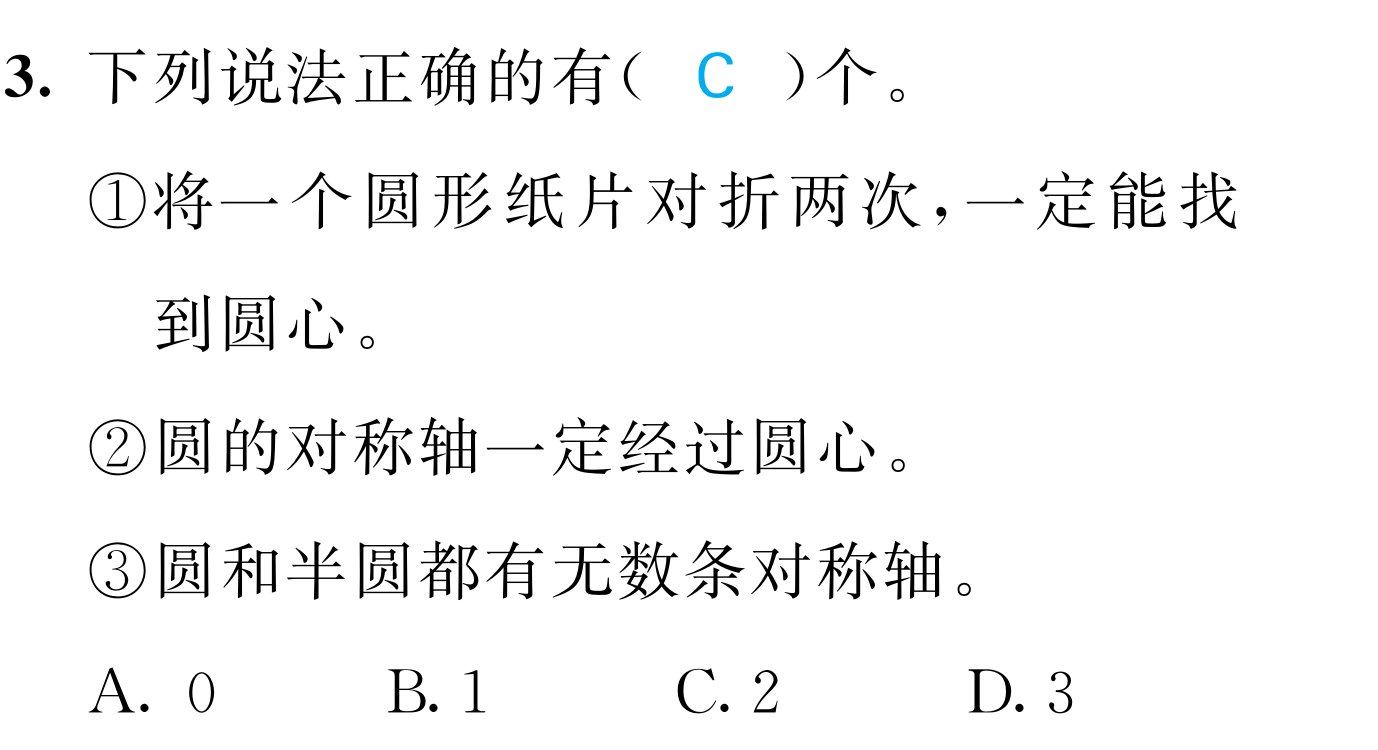 3. 下列说法正确的有( C )个。
①将一个圆形纸片对折两次,一定能找
到圆心。
②圆的对称轴一定经过圆心。
③圆和半圆都有无数条对称轴。
A. 0 B. 1 C. 2 D. 3